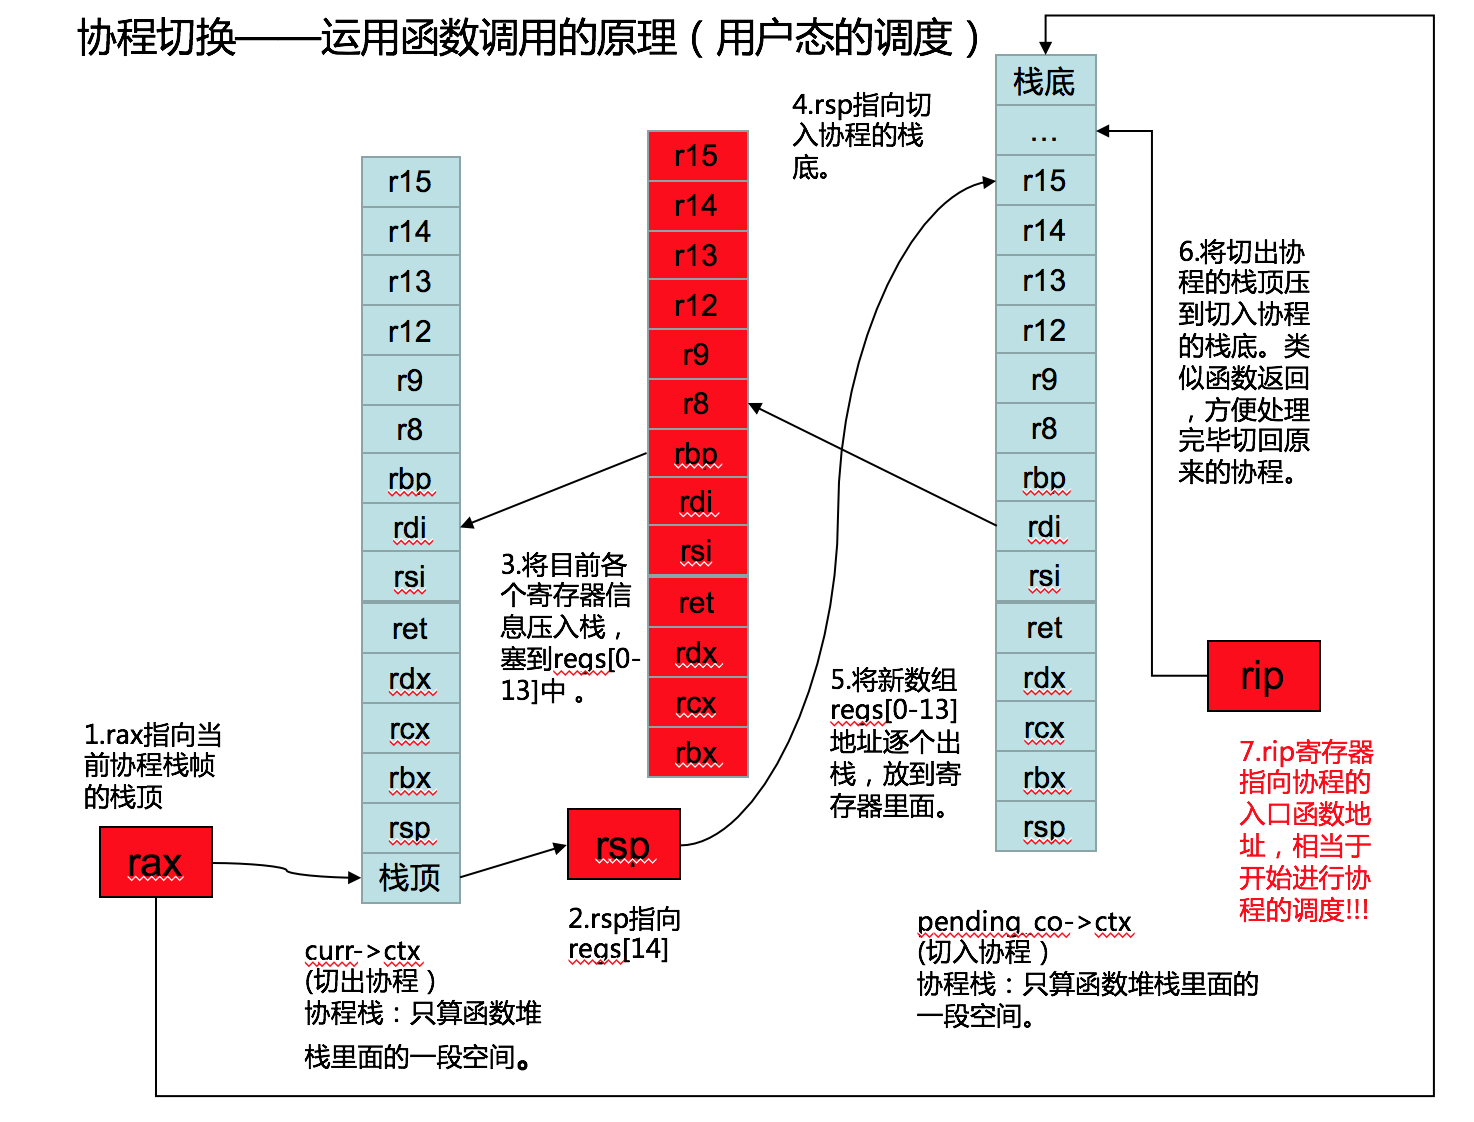 协程切换——运用函数调用的原理（用户态的调度）
r15
r14
r13
r12
r9
r8
rbp
rdi
rsi
ret
rdx
rcx
rbx
rsp
栈顶
1.rax指向当
前协程栈帧
的栈顶
rax
curr->ctx
(切出协程）
协程栈：只算函数堆
栈里面的一段空间。
r15
r14
r13
r12
r9
r8
rbp
rdi
rsi
ret
rdx
rcx
rbx
3.将目前各
个寄存器信
息压入栈，
塞到regs[0-
13]中 。
rsp
2.rsp指向
regs[14]
4.rsp指向切
入协程的栈
底。
5.将新数组
regs[0-13]
地址逐个出
栈，放到寄
存器里面。
栈底
...
r15
r14
r13
r12
r9
r8
rbp
rdi
rsi
ret
rdx
rcx
rbx
rsp
pending_co->ctx
(切入协程）
协程栈：只算函数堆栈里面的
一段空间。
6.将切出协
程的栈顶压
到切入协程
的栈底。类
似函数返回
，方便处理
完毕切回原
来的协程。
rip
7.rip寄存器
指向协程的
入口函数地
址，相当于
开始进行协
程的调度!!!